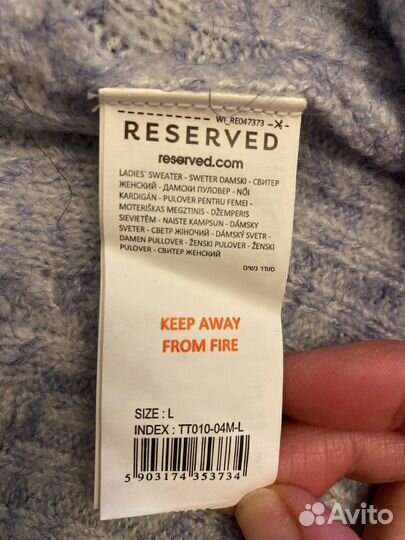 WI_RE047373
RESERVED
reserved.com
LADIES` SWEATER - SWETER DAMSKI - СВИТЕР
ЖЕНСКИЙ - ДАМСКИ ПУЛОВЕР - NŐI
KARDIGÁN - PULOVER PENTRU FEMEI -
MOTERIŠKAS MEGZTINIS - DŽEMPERIS
SIEVIETĒM - NAISTE KAMPSUN - DÁMSKY
SVETER - СВЕТР ЖІНОЧИЙ - DÁMSKÝ SVETR -
DAMEN PULLOVER - ŽENSKI PULOVER - ŽENSKI
PULOVER - СВИТЕР ЖЕНСКИЙ
סוודר נשים
KEEP AWAY
FROM FIRE
SIZE : L
INDEX : TT010-04M-L
5 903174 353734
Avito